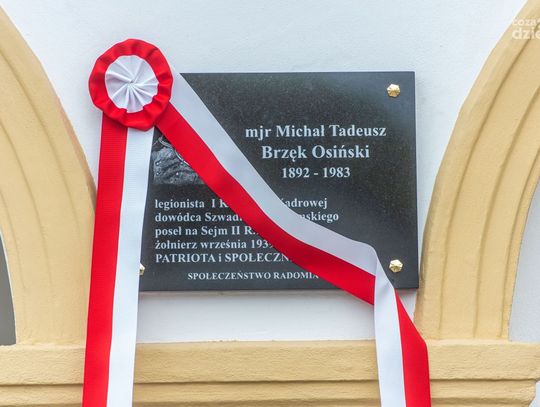 mjr Michał Tadeusz
Brzęk Osiński
1892 - 1983
legionista I
adrowej
dowódca Szwad
mskiego
poseł na Sejm II R
żołnierz września 193
PATRIOTA i SPOŁECZN
SPOŁECZEŃSTWO RADOMIA